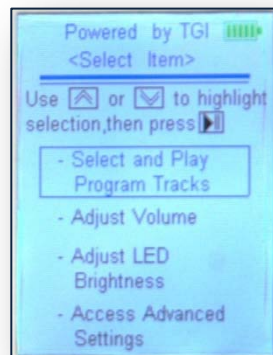 Powered by TGI
<Select Item>
Use or to highlight
selection,then press
- Select and Play
Program Tracks
- Adjust Volume
- Adjust LED
Brightness
- Access Advanced
Settings